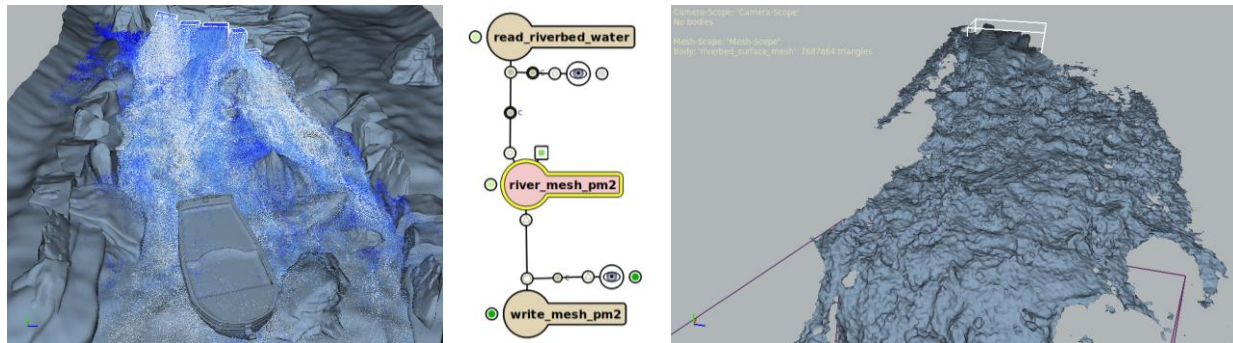 read_riverbed_water
c
c
river_mesh_pm2
c
write_mesh_pm2
Camera-Scope: 'Camera-Scope'
No bodies
Mesh-Scope: 'Mesh-Scope'
Body: 'riverbed_surface_mesh': 7687864 triangles